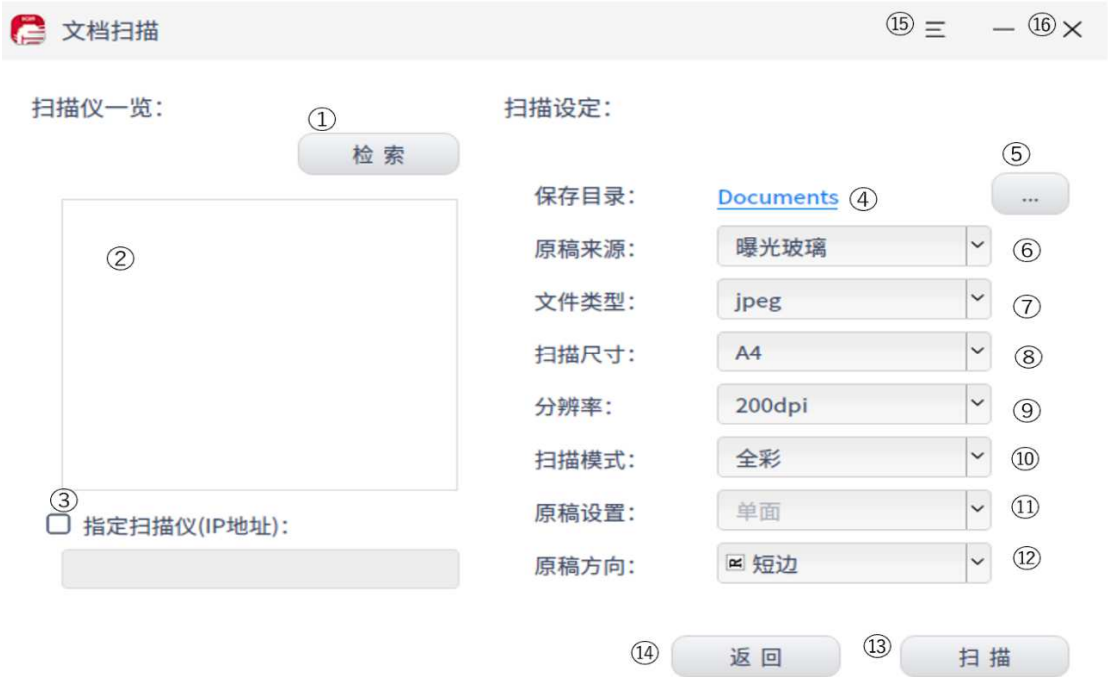 文档扫描 ⑮ ⑯
扫描仪一览：
①
检 索
②
③
指定扫描仪(IP地址)：
扫描设定：
⑤
保存目录： Documents ④ ...
原稿来源： 曝光玻璃 ⑥
文件类型： jpeg ⑦
扫描尺寸： A4 ⑧
分辨率： 200dpi ⑨
扫描模式： 全彩 ⑩
原稿设置： 单面 ⑪
原稿方向： R 短边 ⑫
⑭ 返 回 ⑬ 扫 描